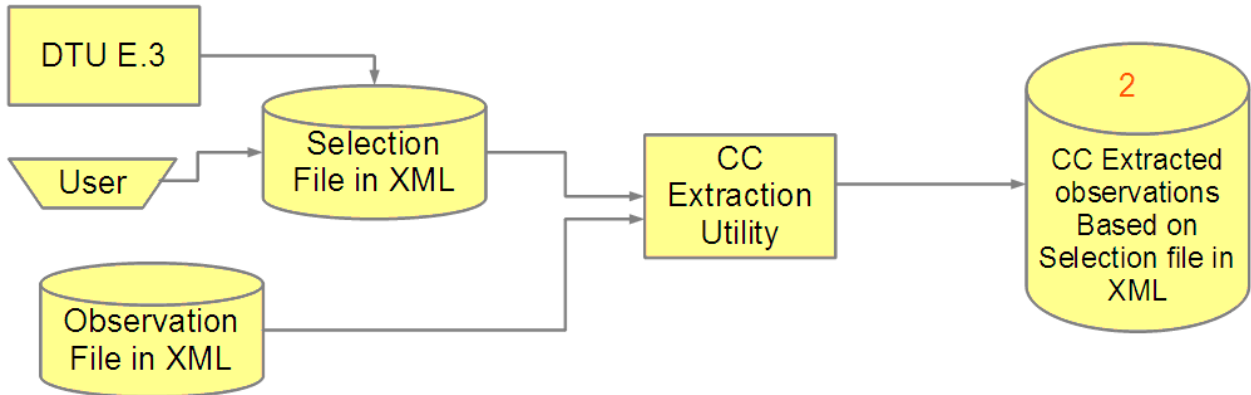 DTU E.3
User
Selection
File in XML
Observation
File in XML
CC
Extraction
Utility
2
CC Extracted
observations
Based on
Selection file in
XML